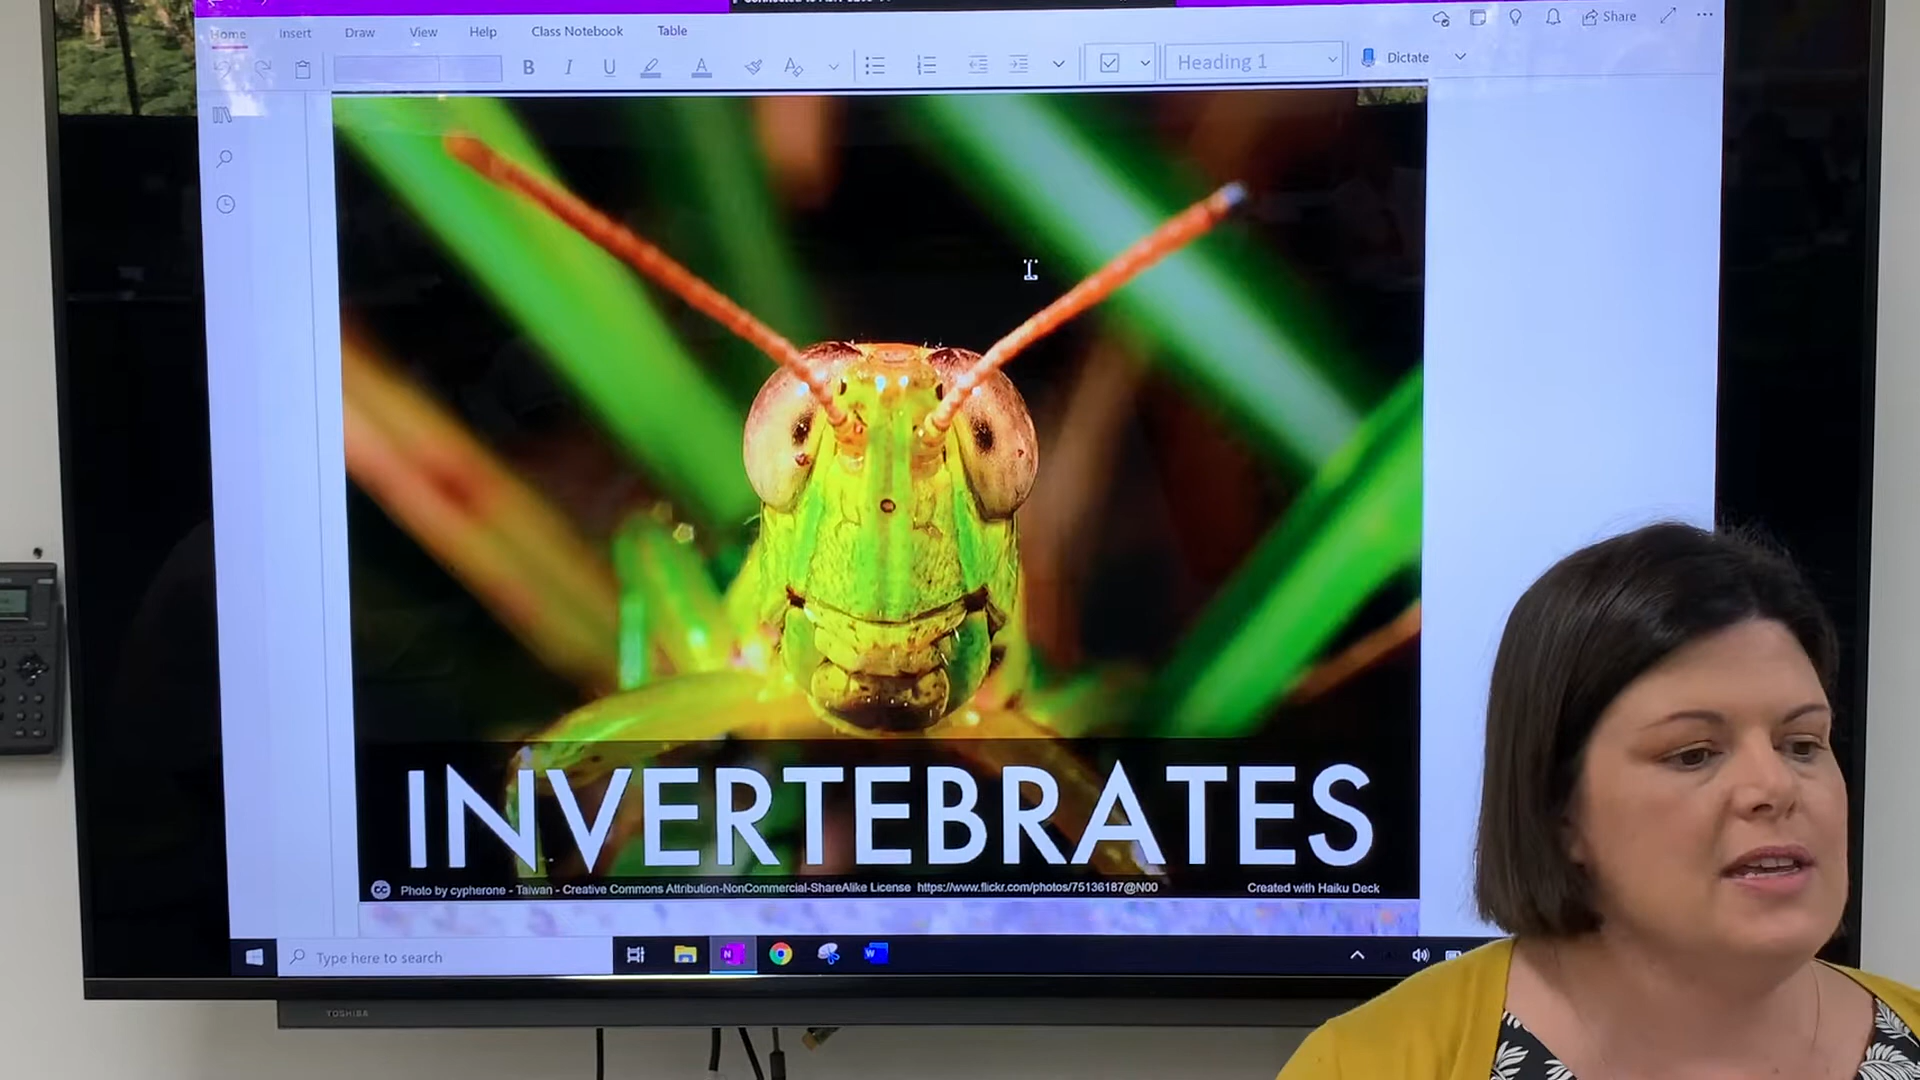 Home Insert Draw View Help Class Notebook Table Share
B I U A Heading 1 Dictate
INVERTEBRATES
Photo by cypherone - Taiwan - Creative Commons Attribution-NonCommercial-ShareAlike License https://www.flickr.com/photos/75136187@N00 Created with Haiku Deck
Type here to search
TOSHIBA